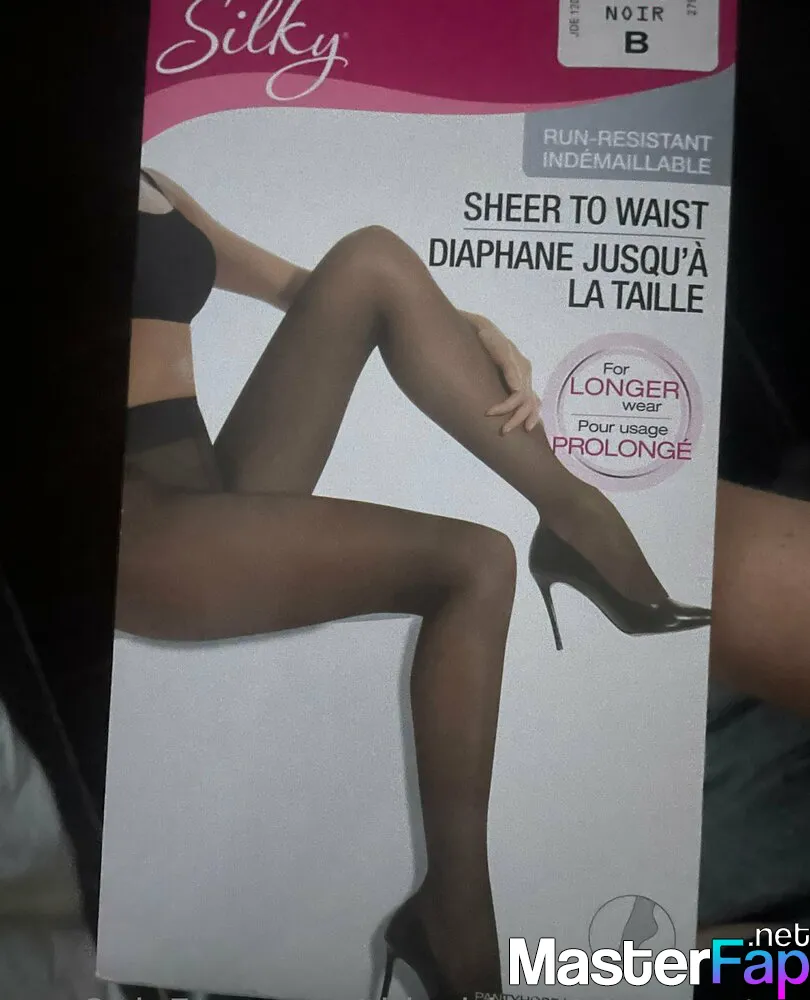 Silky
NOIR
B
RUN-RESISTANT
INDÉMAILLABLE
SHEER TO WAIST
DIAPHANE JUSQU'À
LA TAILLE
For
LONGER
wear
Pour usage
PROLONGÉ
.net
MasterFap